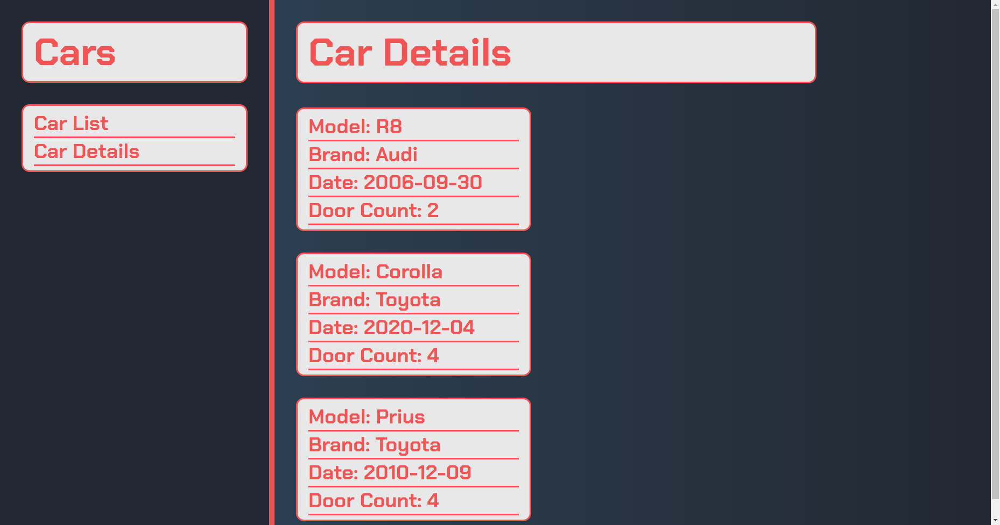 Cars
Car List
Car Details
Car Details
Model: R8
Brand: Audi
Date: 2006-09-30
Door Count: 2
Model: Corolla
Brand: Toyota
Date: 2020-12-04
Door Count: 4
Model: Prius
Brand: Toyota
Date: 2010-12-09
Door Count: 4